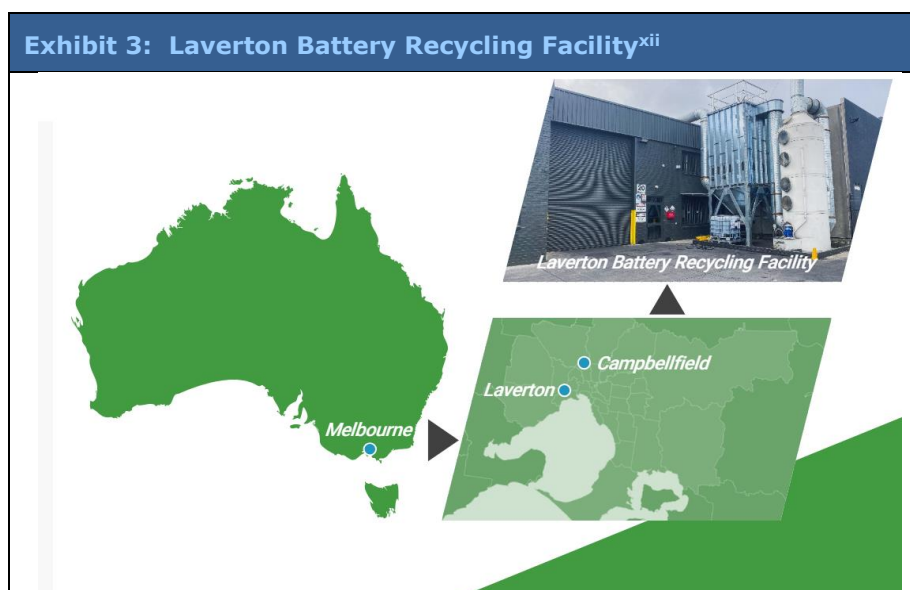 Exhibit 3: Laverton Battery Recycling Facilityxii
Laverton Battery Recycling Facility
Campbellfield
Laverton
Melbourne